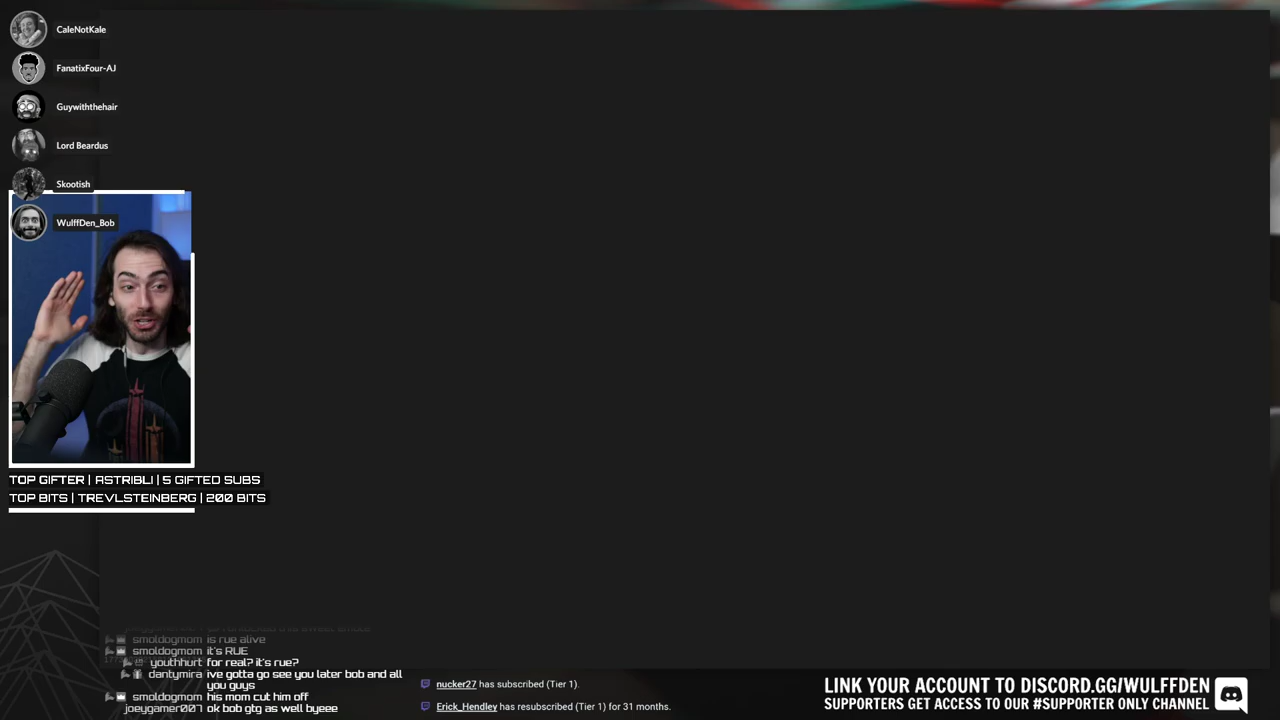 CaleNotKale
FanatixFour-AJ
Guywiththehair
Lord Beardus
Skootish
WulffDen_Bob
TOP GIFTER | ASTRIBLI | 5 GIFTED SUBS
TOP BITS | TREVLSTEINBERG | 200 BITS
smoldogmom is rue alive
smoldogmom it's RUE
youthhurt for real? it's rue?
dantymira ive gotta go see you later bob and all
you guys
smoldogmom his mom cut him off
joeygamer007 ok bob gtg as well byeee
nucker27 has subscribed (Tier 1).
Erick_Hendley has resubscribed (Tier 1) for 31 months.
LINK YOUR ACCOUNT TO DISCORD.GG/WULFFDEN
SUPPORTERS GET ACCESS TO OUR #SUPPORTER ONLY CHANNEL